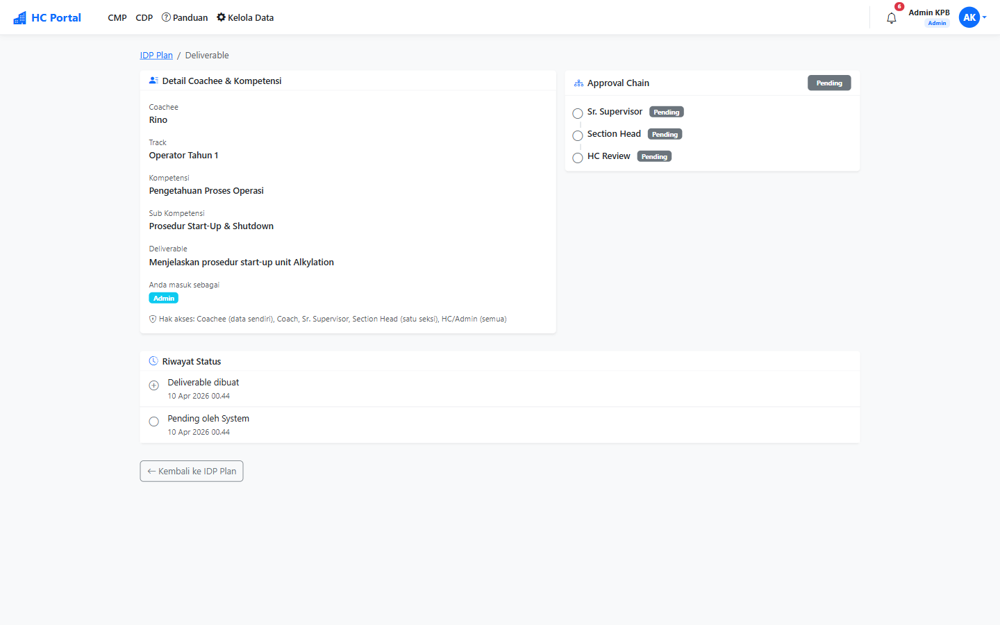 HC Portal
CMP CDP Panduan Kelola Data
6
Admin KPB
Admin
AK
IDP Plan / Deliverable
Detail Coachee & Kompetensi
Coachee
Rino
Track
Operator Tahun 1
Kompetensi
Pengetahuan Proses Operasi
Sub Kompetensi
Prosedur Start-Up & Shutdown
Deliverable
Menjelaskan prosedur start-up unit Alkylation
Anda masuk sebagai
Admin
Hak akses: Coachee (data sendiri), Coach, Sr. Supervisor, Section Head (satu seksi), HC/Admin (semua)
Approval Chain Pending
Sr. Supervisor Pending
Section Head Pending
HC Review Pending
Riwayat Status
Deliverable dibuat
10 Apr 2026 00.44
Pending oleh System
10 Apr 2026 00.44
← Kembali ke IDP Plan